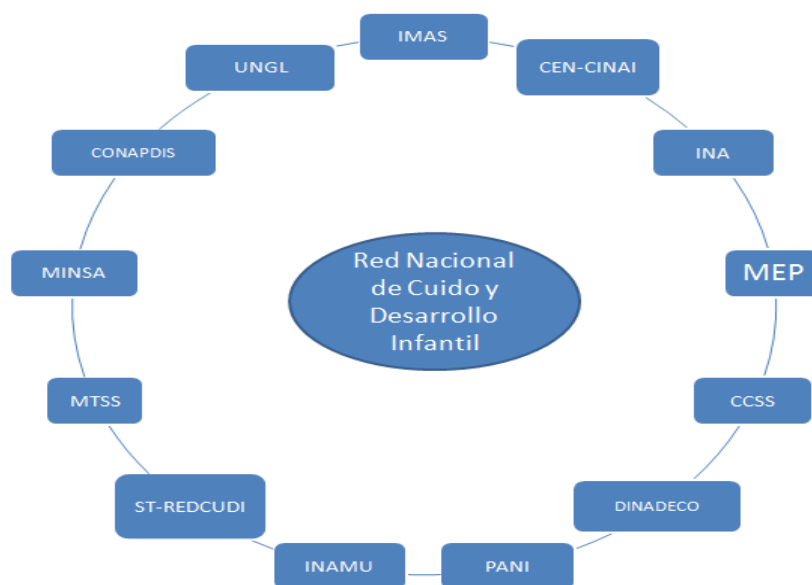 IMAS
CEN-CINAI
INA
MEP
CCSS
DINADECO
PANI
INAMU
ST-REDCUDI
MTSS
MINSA
CONAPDIS
UNGL
Red Nacional
de Cuido y
Desarrollo
Infantil